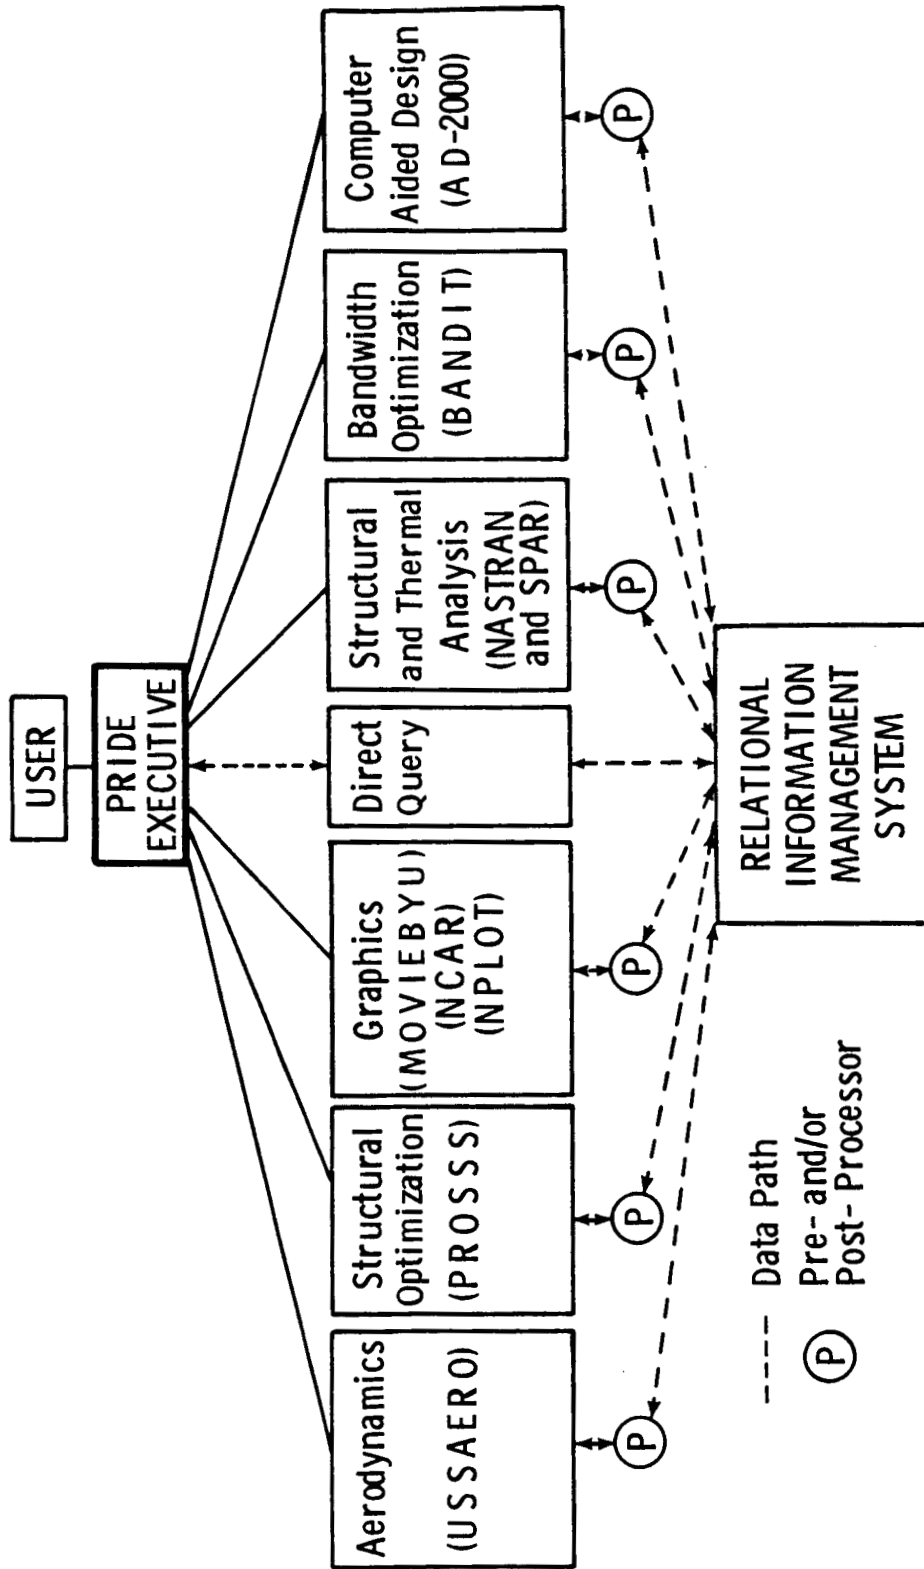 USER
PRIDE
EXECUTIVE
Aerodynamics
(USSAERO)
Structural
Optimization
(PROSSS)
Graphics
(MOVIEBYU)
(NCAR)
(NPLOT)
Direct
Query
Structural
and Thermal
Analysis
(NASTRAN
and SPAR)
Bandwidth
Optimization
(BANDIT)
Computer
Aided Design
(AD-2000)
P
P
P
P
P
P
RELATIONAL
INFORMATION
MANAGEMENT
SYSTEM
Data Path
P Pre- and/or
Post- Processor